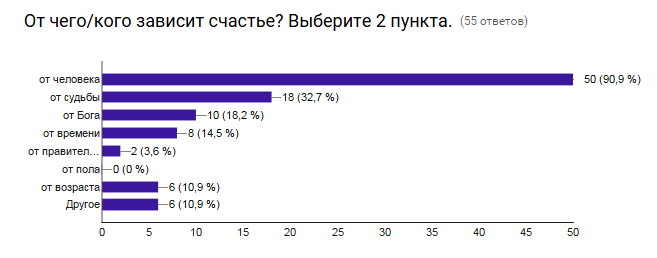 От чего/кого зависит счастье? Выберите 2 пункта. (55 ответов)
от человека 50 (90,9 %)
от судьбы 18 (32,7 %)
от Бога 10 (18,2 %)
от времени 8 (14,5 %)
от правител... 2 (3,6 %)
от пола 0 (0 %)
от возраста 6 (10,9 %)
Другое 6 (10,9 %)
0 5 10 15 20 25 30 35 40 45 50